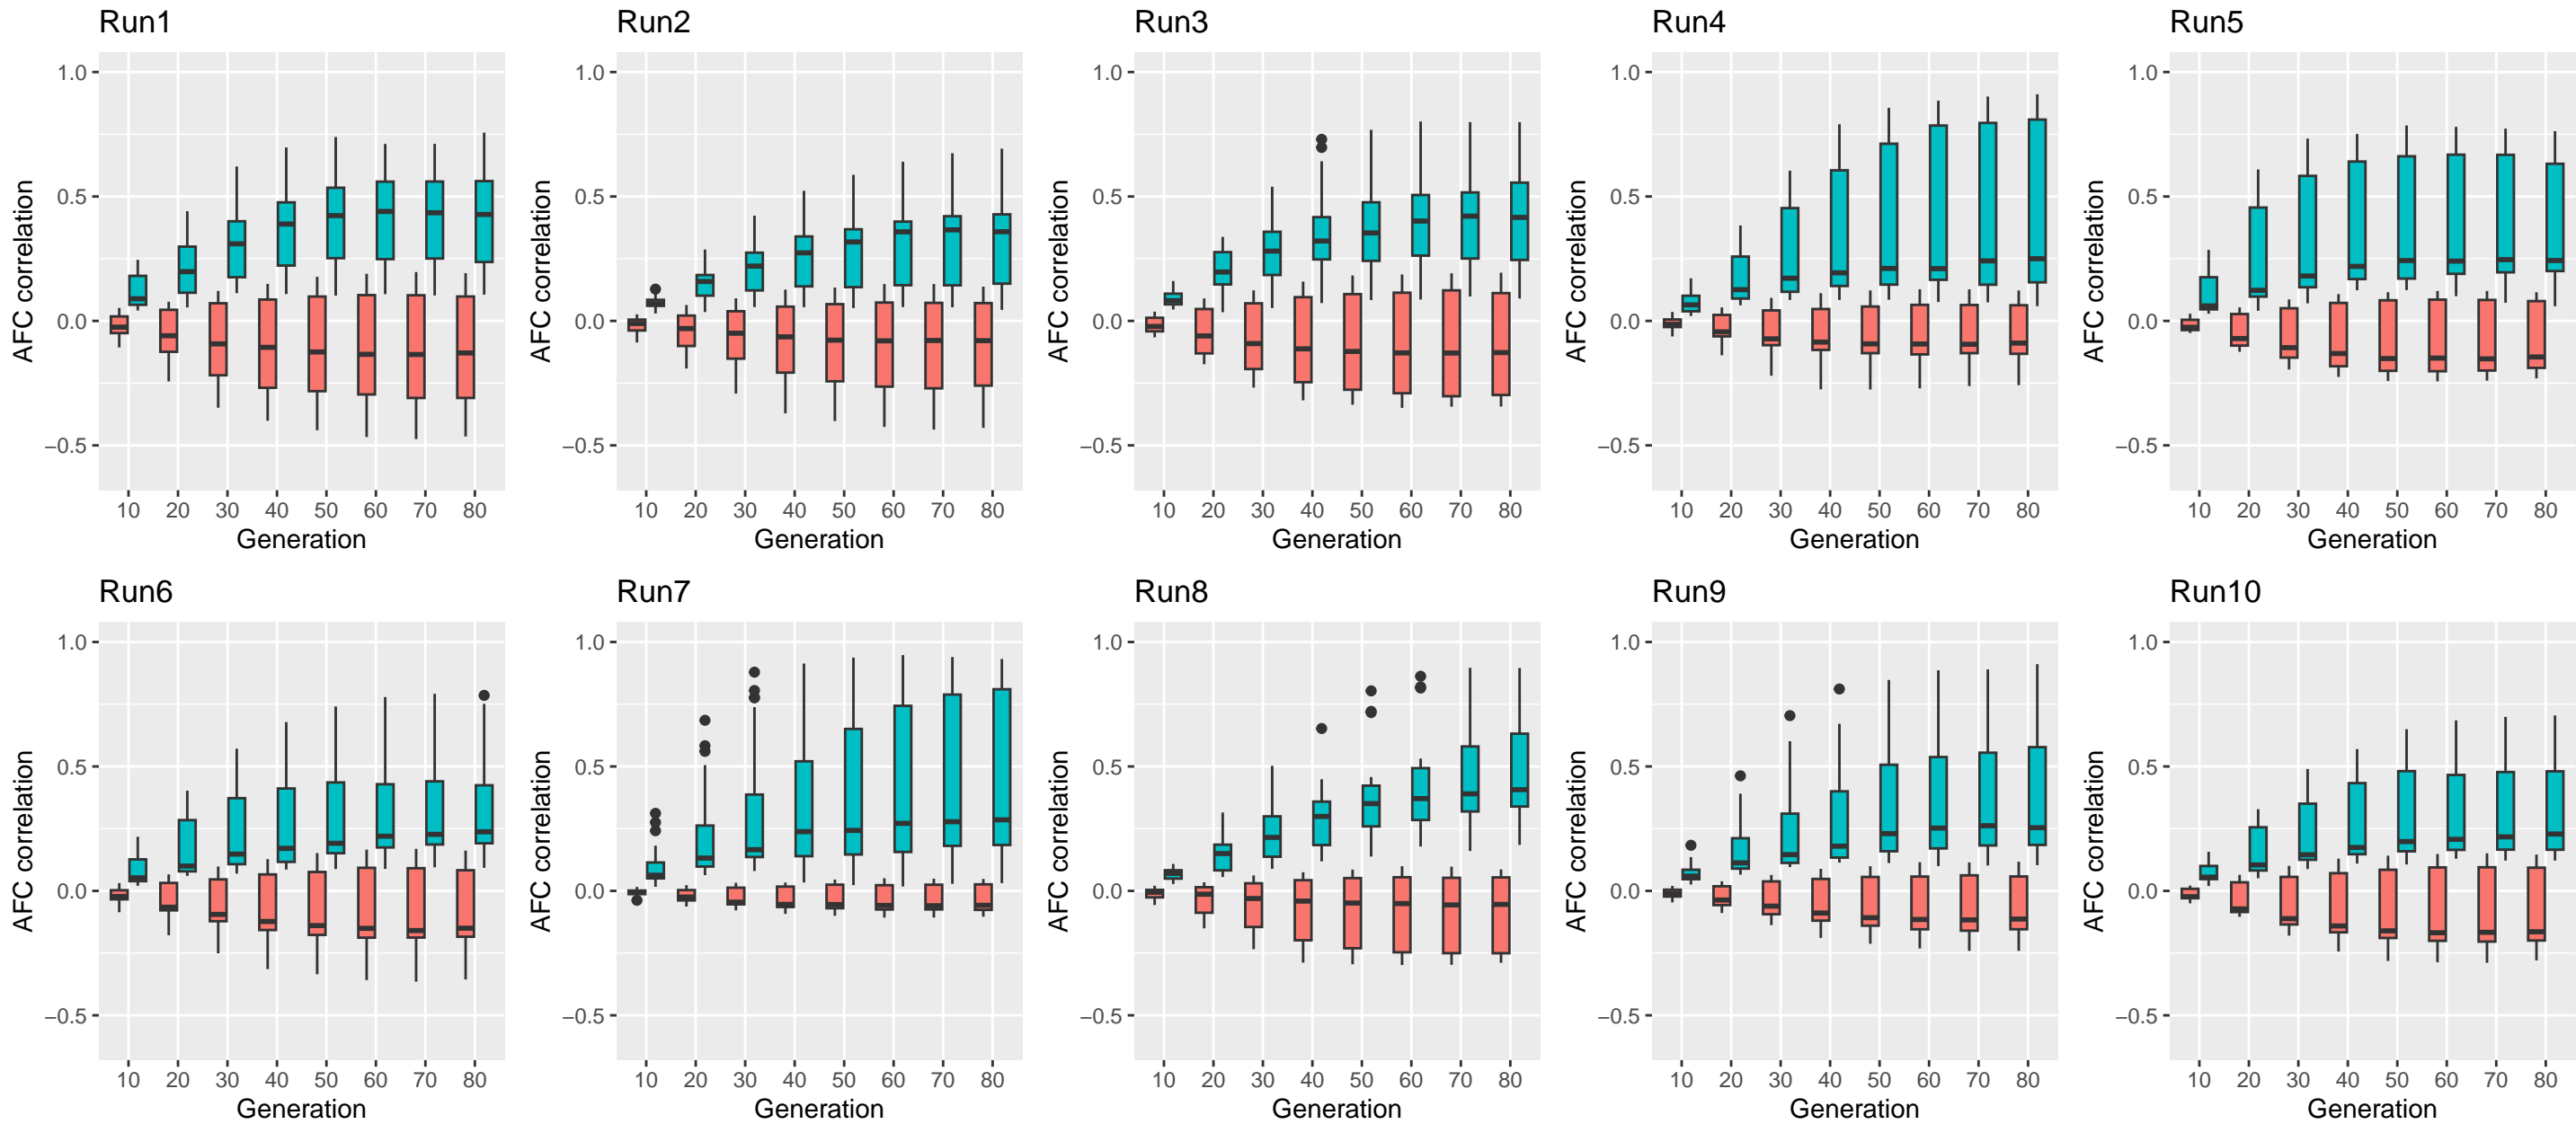 Run1 Run2 Run3 Run4 Run5
1.0 1.0 1.0 1.0 1.0
0.5 0.5 0.5 0.5 0.5
0.0 0.0 0.0 0.0 0.0
−0.5 −0.5 −0.5 −0.5 −0.5
AFC correlation AFC correlation AFC correlation AFC correlation AFC correlation
10 20 30 40 50 60 70 80 10 20 30 40 50 60 70 80 10 20 30 40 50 60 70 80 10 20 30 40 50 60 70 80 10 20 30 40 50 60 70 80
Generation Generation Generation Generation Generation
Run6 Run7 Run8 Run9 Run10
1.0 1.0 1.0 1.0 1.0
0.5 0.5 0.5 0.5 0.5
0.0 0.0 0.0 0.0 0.0
−0.5 −0.5 −0.5 −0.5 −0.5
AFC correlation AFC correlation AFC correlation AFC correlation AFC correlation
10 20 30 40 50 60 70 80 10 20 30 40 50 60 70 80 10 20 30 40 50 60 70 80 10 20 30 40 50 60 70 80 10 20 30 40 50 60 70 80
Generation Generation Generation Generation Generation